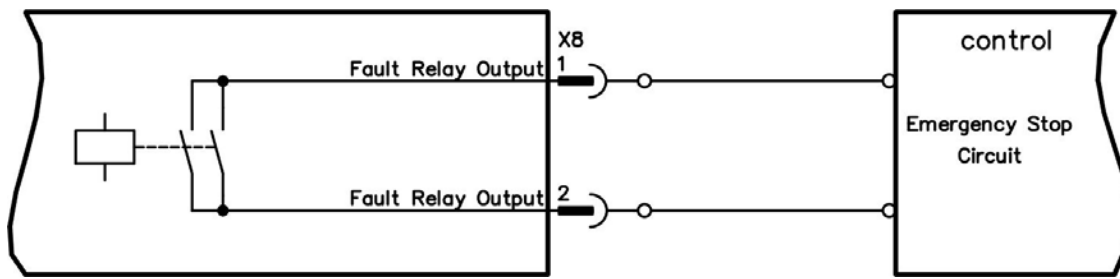 X8
control
Fault Relay Output 1
Emergency Stop
Circuit
Fault Relay Output 2